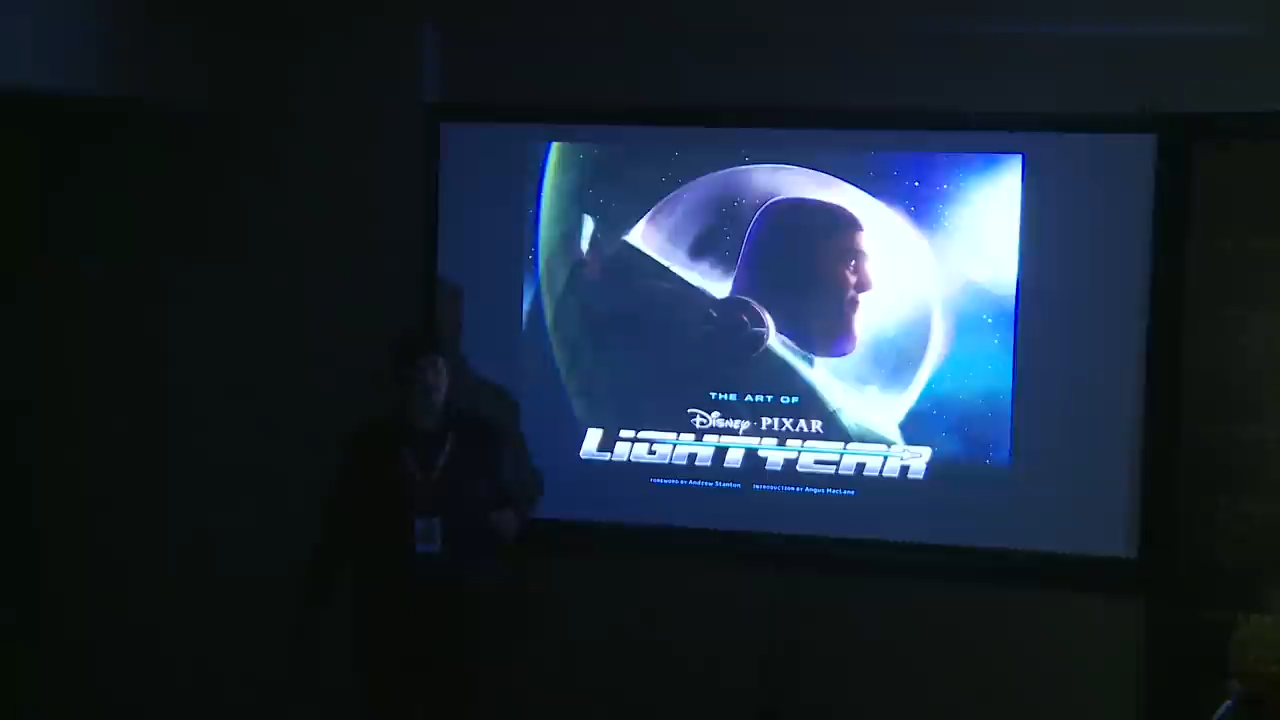 THE ART OF
Disney · PIXAR
LiGHTYEAR
FOREWORD BY Andrew Stanton INTRODUCTION BY Angus MacLane